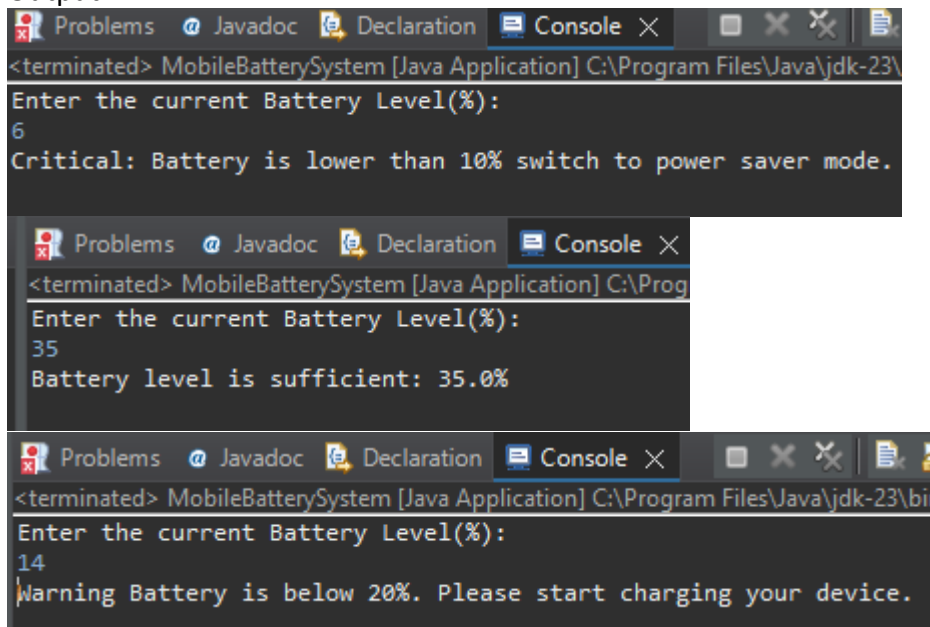 Problems @ Javadoc Declaration Console
<terminated> MobileBatterySystem [Java Application] C:\Program Files\Java\jdk-23\
Enter the current Battery Level(%):
6
Critical: Battery is lower than 10% switch to power saver mode.
Problems @ Javadoc Declaration Console
<terminated> MobileBatterySystem [Java Application] C:\Prog
Enter the current Battery Level(%):
35
Battery level is sufficient: 35.0%
Problems @ Javadoc Declaration Console
<terminated> MobileBatterySystem [Java Application] C:\Program Files\Java\jdk-23\bi
Enter the current Battery Level(%):
14
Warning Battery is below 20%. Please start charging your device.